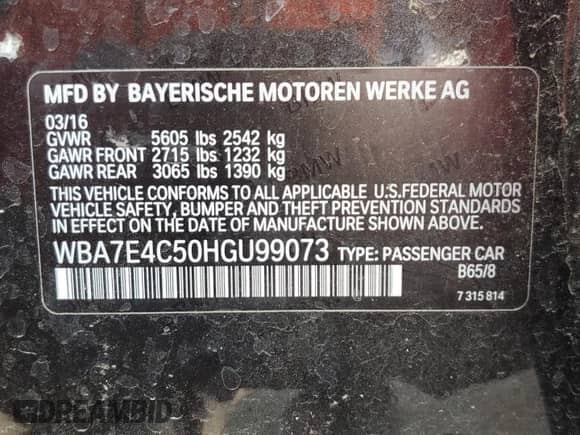 MFD BY BAYERISCHE MOTOREN WERKE AG
03/16
GVWR 5605 lbs 2542 kg
GAWR FRONT 2715 lbs 1232 kg
GAWR REAR 3065 lbs 1390 kg
THIS VEHICLE CONFORMS TO ALL APPLICABLE U.S.FEDERAL MOTOR
VEHICLE SAFETY, BUMPER AND THEFT PREVENTION STANDARDS
IN EFFECT ON THE DATE OF MANUFACTURE SHOWN ABOVE.
WBA7E4C50HGU99073 TYPE: PASSENGER CAR
B65/8
7 315 814
DREAMBID